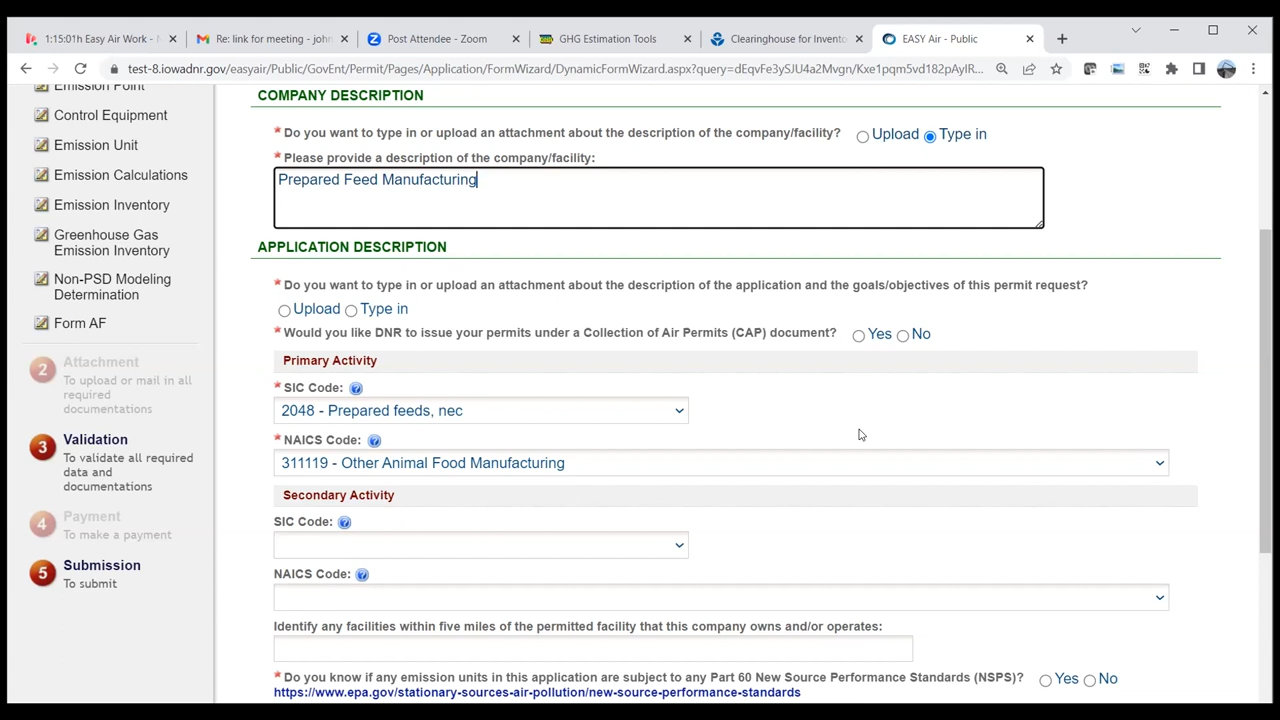 1:15:01h Easy Air Work - N
Re: link for meeting - john
Post Attendee - Zoom
GHG Estimation Tools
Clearinghouse for Invento
EASY Air - Public
test-8.iowadnr.gov/easyair/Public/GovEnt/Permit/Pages/Application/FormWizard/DynamicFormWizard.aspx?query=dEqvFe3ySJU4a2Mvgn/Kxe1pqm5vd182pAyIR...
Emission Point
Control Equipment
Emission Unit
Emission Calculations
Emission Inventory
Greenhouse Gas
Emission Inventory
Non-PSD Modeling
Determination
Form AF
2 Attachment
To upload or mail in all
required
documentations
3 Validation
To validate all required
data and
documentations
4 Payment
To make a payment
5 Submission
To submit
COMPANY DESCRIPTION
* Do you want to type in or upload an attachment about the description of the company/facility? Upload Type in
* Please provide a description of the company/facility:
Prepared Feed Manufacturing
APPLICATION DESCRIPTION
* Do you want to type in or upload an attachment about the description of the application and the goals/objectives of this permit request?
Upload Type in
* Would you like DNR to issue your permits under a Collection of Air Permits (CAP) document? Yes No
Primary Activity
* SIC Code: ?
2048 - Prepared feeds, nec
* NAICS Code: ?
311119 - Other Animal Food Manufacturing
Secondary Activity
SIC Code: ?
NAICS Code: ?
Identify any facilities within five miles of the permitted facility that this company owns and/or operates:
* Do you know if any emission units in this application are subject to any Part 60 New Source Performance Standards (NSPS)? Yes No
https://www.epa.gov/stationary-sources-air-pollution/new-source-performance-standards